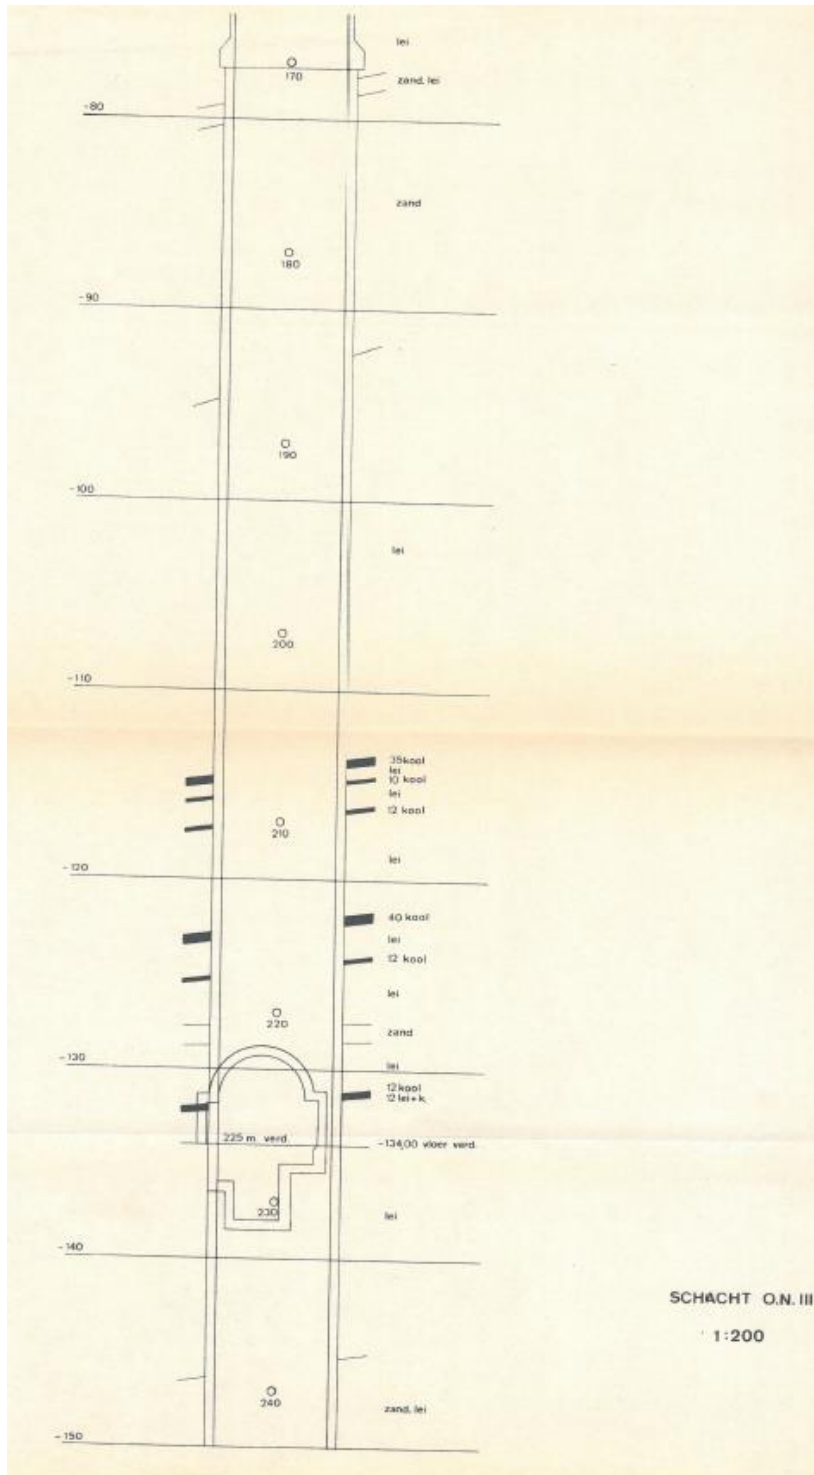 lei
170
zand. lei
-80
zand
180
-90
190
-100
lei
200
-110
35 kool
lei
10 kool
lei
12 kool
210
lei
-120
40 kool
lei
12 kool
lei
220
zand
-130
lei
12 kool
12 lei+k.
225 m. verd.
-134,00 vloer verd.
230
lei
-140
SCHACHT O.N. III
1:200
240
zand. lei
-150